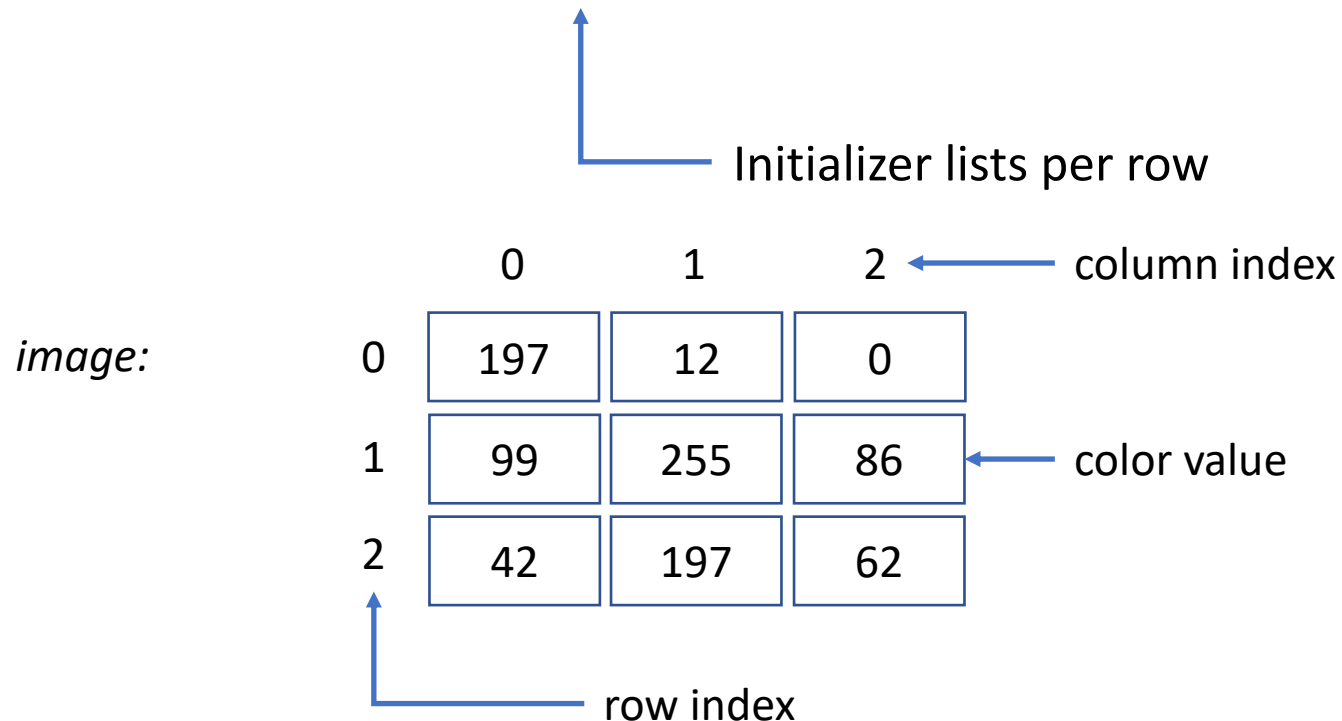 Initializer lists per row
0 1 2 column index
image: 0 197 12 0
1 99 255 86 color value
2 42 197 62
row index